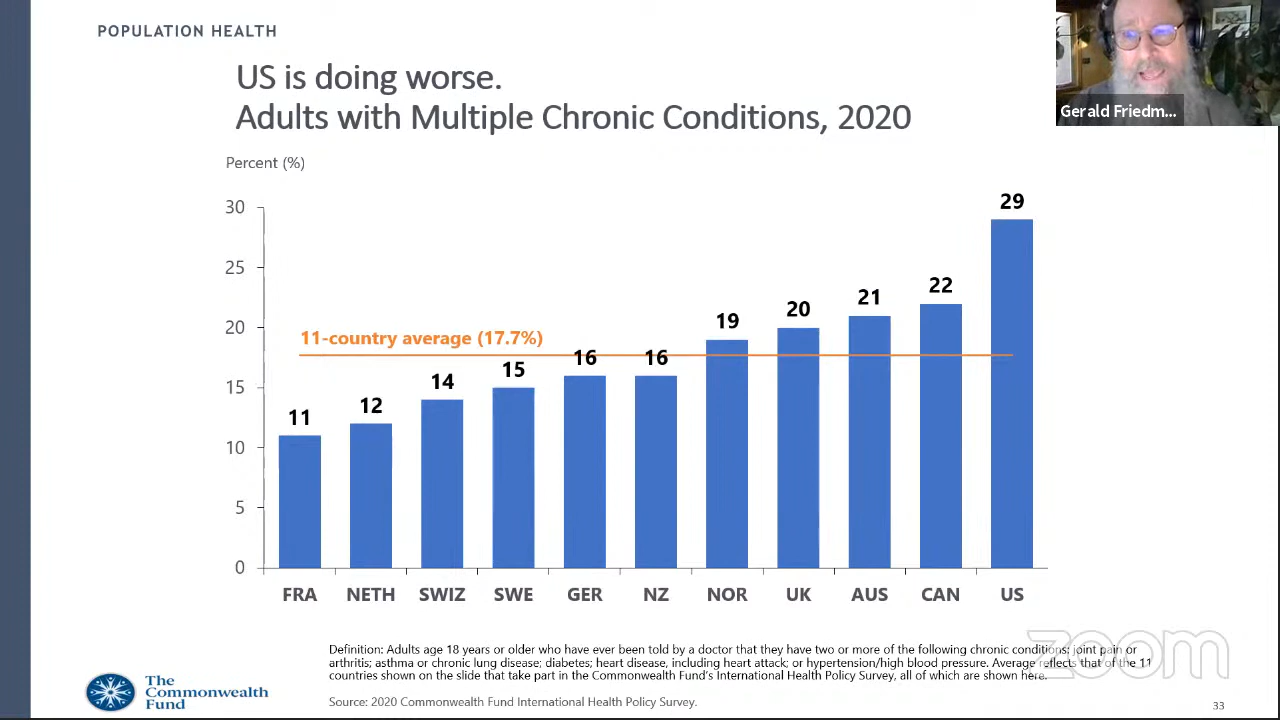 POPULATION HEALTH
US is doing worse.
Adults with Multiple Chronic Conditions, 2020
Gerald Friedm...
Percent (%)
30
25
20
15
10
5
0
11-country average (17.7%)
11
12
14
15
16
16
19
20
21
22
29
FRA
NETH
SWIZ
SWE
GER
NZ
NOR
UK
AUS
CAN
US
Definition: Adults age 18 years or older who have ever been told by a doctor that they have two or more of the following chronic conditions: joint pain or
arthritis; asthma or chronic lung disease; diabetes; heart disease, including heart attack; or hypertension/high blood pressure. Average reflects that of the 11
countries shown on the slide that take part in the Commonwealth Fund's International Health Policy Survey, all of which are shown here.
Source: 2020 Commonwealth Fund International Health Policy Survey.
The
Commonwealth
Fund
zoom
33